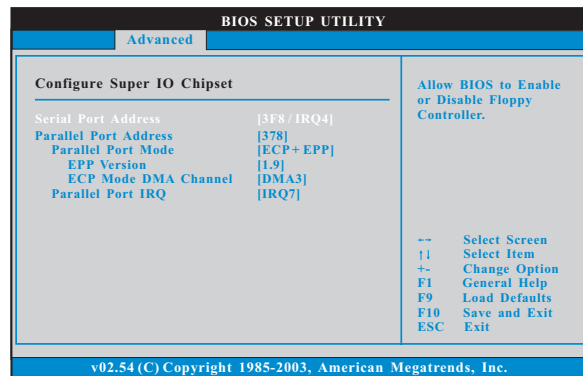 BIOS SETUP UTILITY
Advanced
Configure Super IO Chipset
Serial Port Address [3F8 / IRQ4]
Parallel Port Address [378]
Parallel Port Mode [ECP + EPP]
EPP Version [1.9]
ECP Mode DMA Channel [DMA3]
Parallel Port IRQ [IRQ7]
Allow BIOS to Enable
or Disable Floppy
Controller.
←→ Select Screen
↑↓ Select Item
+- Change Option
F1 General Help
F9 Load Defaults
F10 Save and Exit
ESC Exit
v02.54 (C) Copyright 1985-2003, American Megatrends, Inc.